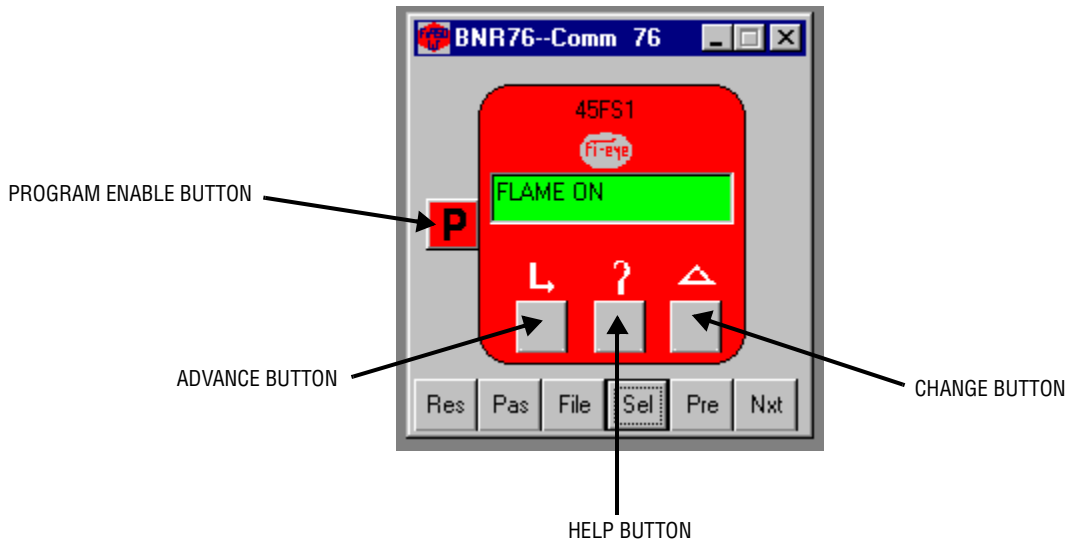 BNR76--Comm 76
45FS1
Fi-eye
FLAME ON
PROGRAM ENABLE BUTTON
P
?
ADVANCE BUTTON
CHANGE BUTTON
Res Pas File Sel Pre Nxt
HELP BUTTON